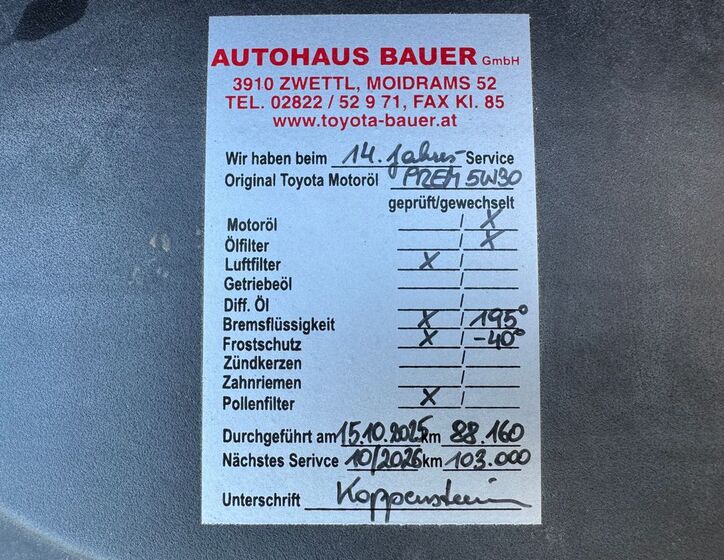 AUTOHAUS BAUER GmbH
3910 ZWETTL, MOIDRAMS 52
TEL. 02822 / 52 9 71, FAX Kl. 85
www.toyota-bauer.at
Wir haben beim 14. Jahres- Service
Original Toyota Motoröl PREM 5W30
geprüft/gewechselt
Motoröl / X
Ölfilter / X
Luftfilter X /
Getriebeöl /
Diff. Öl /
Bremsflüssigkeit X / 195°
Frostschutz X / -40°
Zündkerzen /
Zahnriemen /
Pollenfilter X /
Durchgeführt am 15.10.2025 km 88.160
Nächstes Serivce 10/2026 km 103.000
Unterschrift Koppensteiner